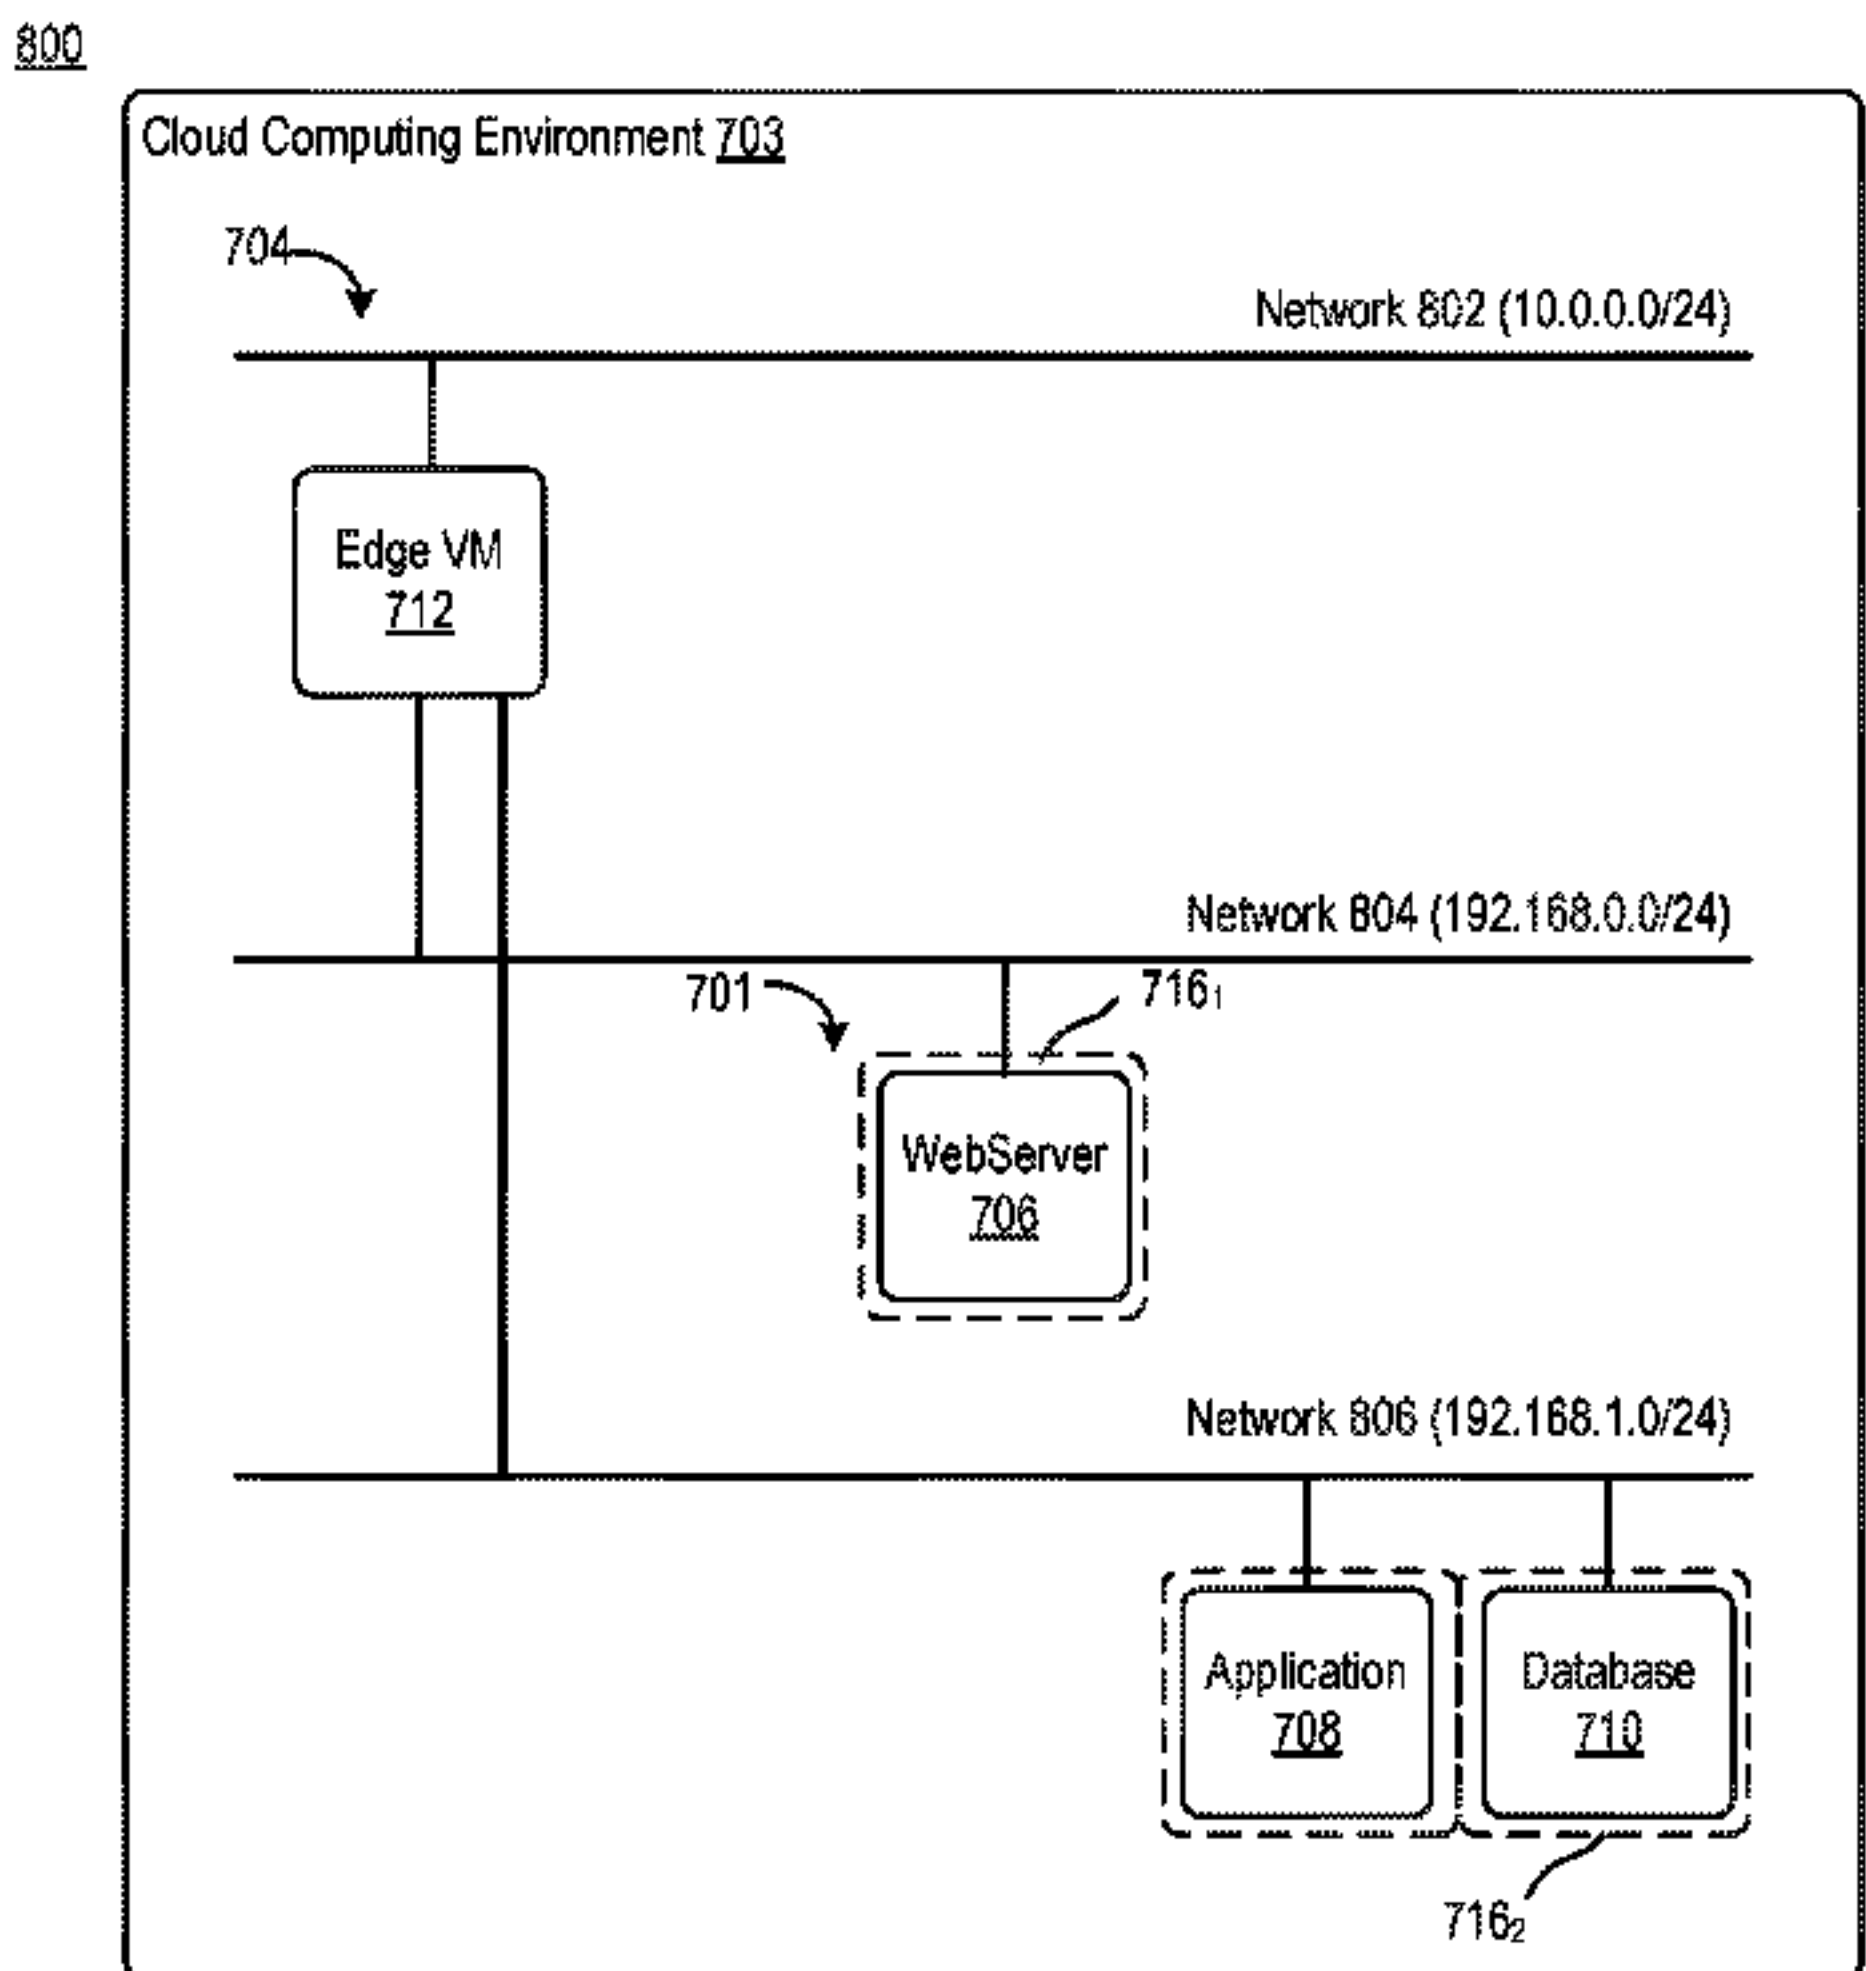 800
Cloud Computing Environment 703
704
Network 802 (10.0.0.0/24)
Edge VM
712
Network 804 (192.168.0.0/24)
701
716₁
WebServer
706
Network 806 (192.168.1.0/24)
Application
708
Database
710
716₂